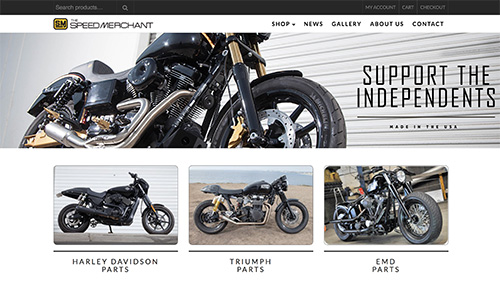 Search products...
MY ACCOUNT CART CHECKOUT
SM THE SPEEDMERCHANT
SHOP NEWS GALLERY ABOUT US CONTACT
SUPPORT THE
INDEPENDENTS
MADE IN THE USA
HARLEY DAVIDSON
PARTS
TRIUMPH
PARTS
EMD
PARTS